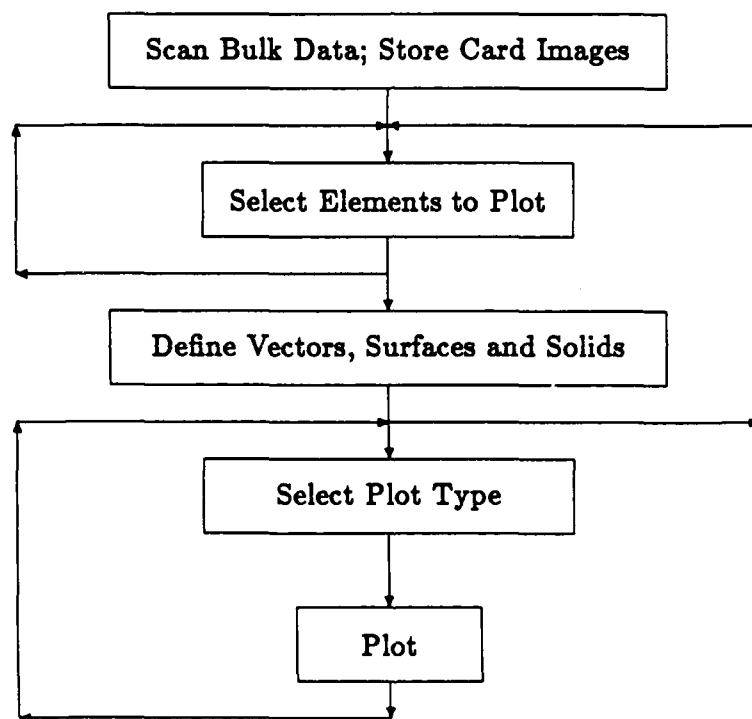 Scan Bulk Data; Store Card Images
Select Elements to Plot
Define Vectors, Surfaces and Solids
Select Plot Type
Plot